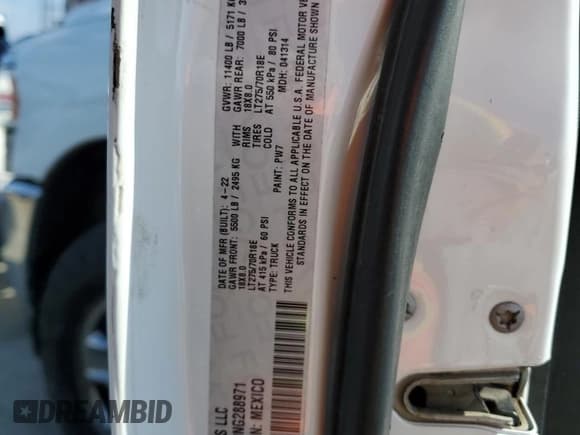 S LLC
DATE OF MFR (BUILT): 4-22 GVWR: 11400 LB / 5171 K
GAWR FRONT: 5500 LB / 2495 KG WITH GAWR REAR: 7000 LB /
18X8.0 RIMS 18X8.0
LT275/70R18E TIRES LT275/70R18E
AT 415 kPa / 60 PSI COLD AT 550 kPa / 80 PSI
TYPE: TRUCK PAINT: PW7 MDH: 041314
THIS VEHICLE CONFORMS TO ALL APPLICABLE U.S.A. FEDERAL MOTOR VE
STANDARDS IN EFFECT ON THE DATE OF MANUFACTURE SHOWN
NG288971
N: MEXICO
AUTO
DEALERS